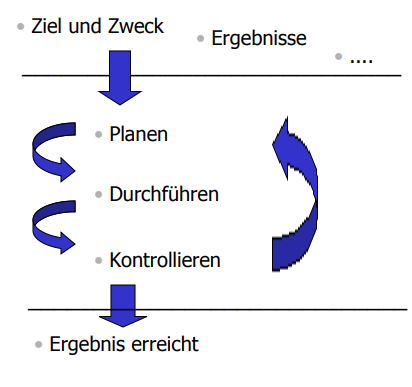 • Ziel und Zweck
• Ergebnisse
• ....
• Planen
• Durchführen
• Kontrollieren
• Ergebnis erreicht